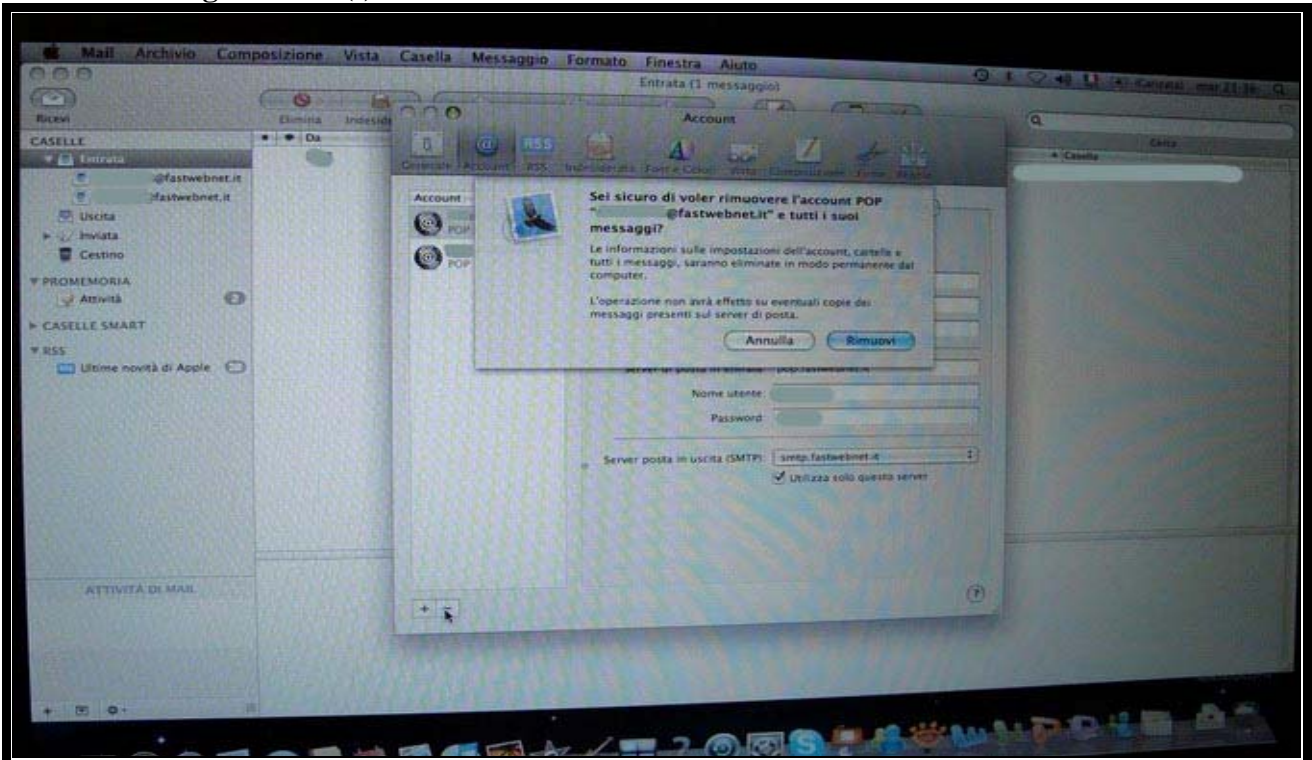 Mail Archivio Composizione Vista Casella Messaggio Formato Finestra Aiuto
Entrata (1 messaggio)
Ricevi
Elimina
Account
Cerca
CASELLE
Da
Casella
Entrata
Account RSS
@fastwebnet.it
fastwebnet.it
Uscita
Inviata
Cestino
PROMEMORIA
Attività
CASELLE SMART
RSS
Ultime novità di Apple
Account
POP
POP
Sei sicuro di voler rimuovere l'account POP
" @fastwebnet.it" e tutti i suoi
messaggi?
Le informazioni sulle impostazioni dell'account, cartelle e
tutti i messaggi, saranno eliminate in modo permanente dal
computer.
L'operazione non avrà effetto su eventuali copie dei
messaggi presenti sul server di posta.
Annulla Rimuovi
Nome utente:
Password:
Server posta in uscita (SMTP): smtp.fastwebnet.it
Utilizza solo questo server
ATTIVITÀ DI MAIL